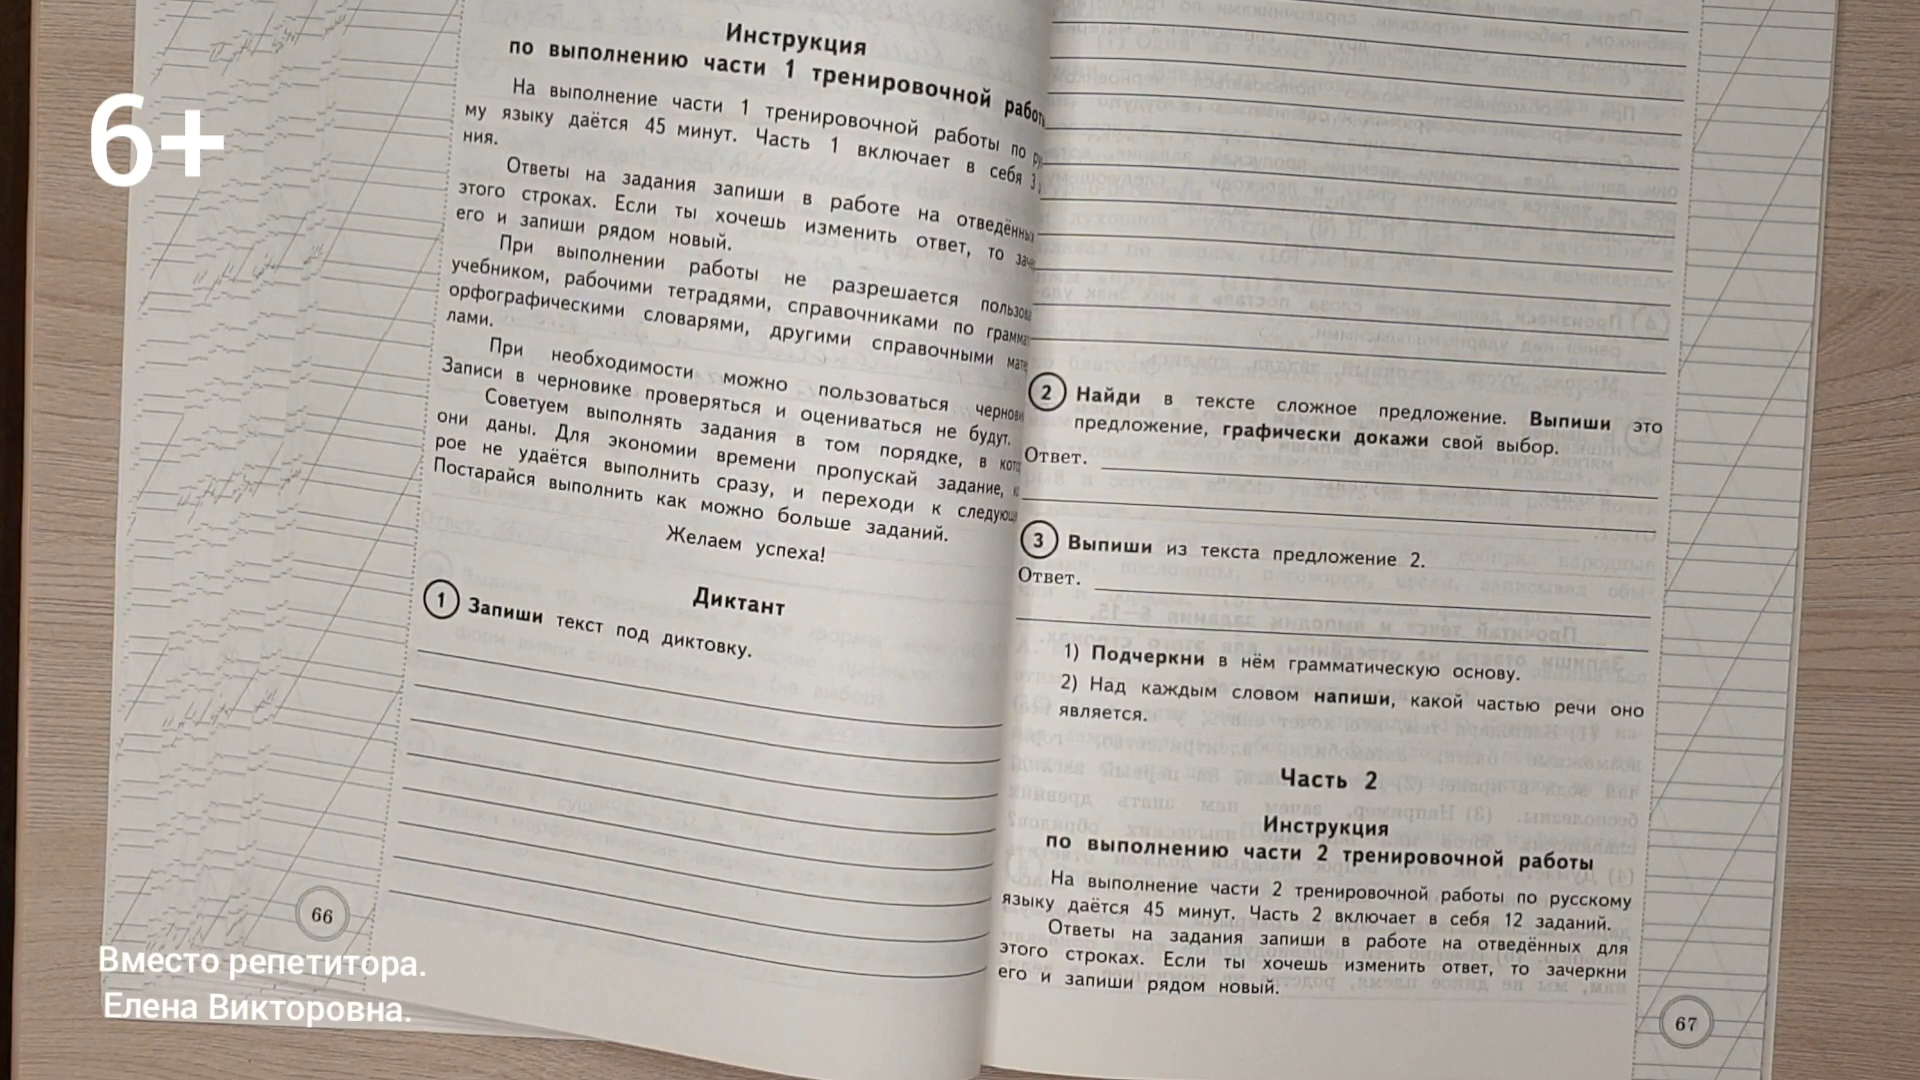 6+
Инструкция
по выполнению части 1 тренировочной
На выполнение части 1 тренировочной работы по
му языку даётся 45 минут. Часть 1 включает в себя 3
ния.
Ответы на задания запиши в работе на отведённых
этого строках. Если ты хочешь изменить ответ, то
его и запиши рядом новый.
При выполнении работы не разрешается
учебником, рабочими тетрадями, справочниками по
орфографическими словарями, другими справочными
лами.
При необходимости можно пользоваться
Записи в черновике проверяться и оцениваться не будут.
Советуем выполнять задания в том порядке, в
они даны. Для экономии времени пропускай задание,
рое не удаётся выполнить сразу, и переходи к
Постарайся выполнить как можно больше заданий.
Желаем успеха!
Диктант
1 Запиши текст под диктовку.
66
2 Найди в тексте сложное предложение. Выпиши это
предложение, графически докажи свой выбор.
Ответ.
3 Выпиши из текста предложение 2.
Ответ.
1) Подчеркни в нём грамматическую основу.
2) Над каждым словом напиши, какой частью речи оно
является.
Часть 2
Инструкция
по выполнению части 2 тренировочной работы
На выполнение части 2 тренировочной работы по русскому
языку даётся 45 минут. Часть 2 включает в себя 12 заданий.
Ответы на задания запиши в работе на отведённых для
этого строках. Если ты хочешь изменить ответ, то зачеркни
его и запиши рядом новый.
67
Вместо репетитора.
Елена Викторовна.